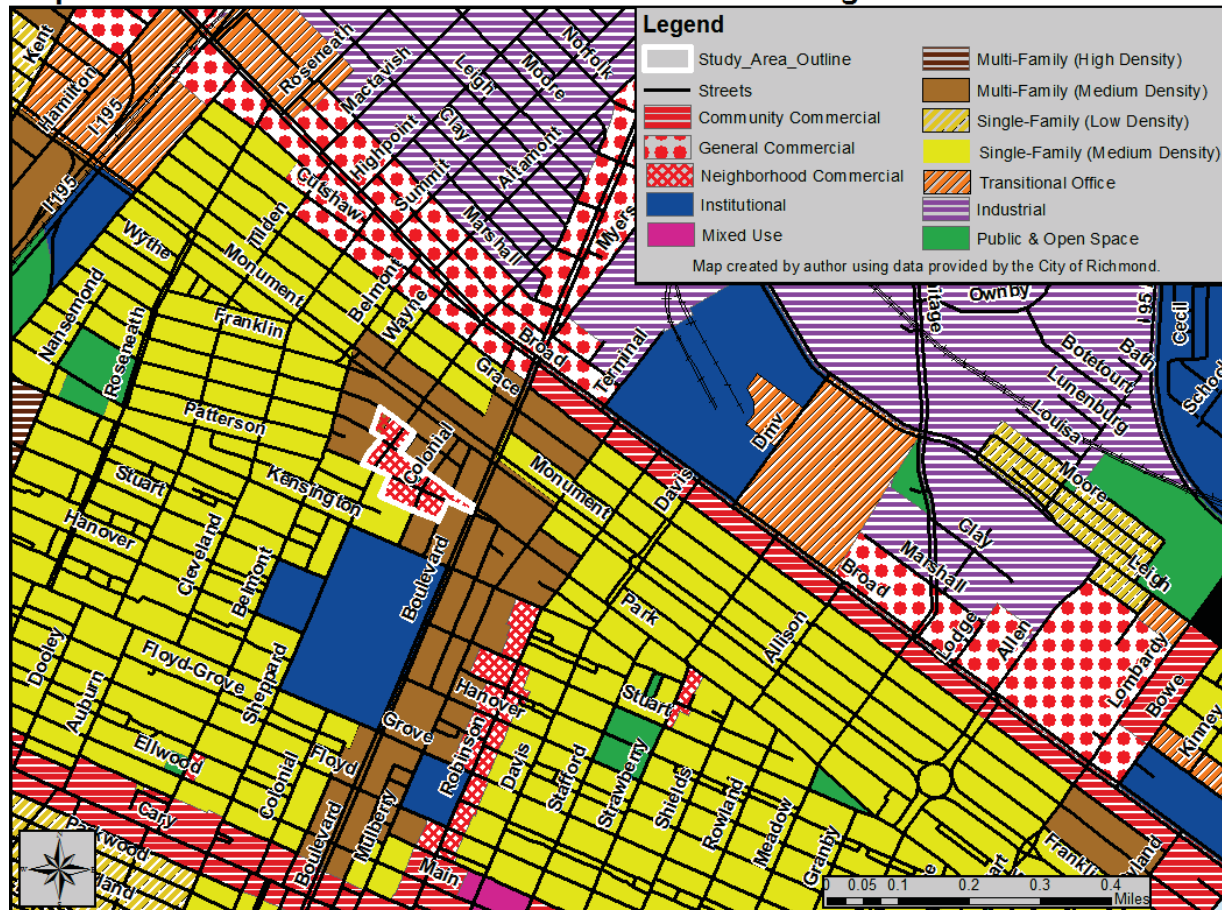 Legend
Study_Area_Outline
Streets
Community Commercial
General Commercial
Neighborhood Commercial
Institutional
Mixed Use
Multi-Family (High Density)
Multi-Family (Medium Density)
Single-Family (Low Density)
Single-Family (Medium Density)
Transitional Office
Industrial
Public & Open Space
Map created by author using data provided by the City of Richmond.
Kent
Hamilton
I195
I195
Roseneath
Mactavish
Leigh
Moore
Norfolk
Clay
Highpoint
Summit
Altamont
Cutshaw
Marshall
Myers
Wythe
Tilden
Monument
Belmont
Wayne
Franklin
Nansemond
Roseneath
Broad
Grace
Terminal
Ownby
I 95
Cecil
School
Botetourt
Bath
Lunenburg
Louisa
Dmv
Patterson
Colonial
Monument
Davis
Moore
Leigh
Stuart
Kensington
Hanover
Cleveland
Belmont
Boulevard
Clay
Marshall
Broad
Park
Allison
Lodge
Allen
Lombardy
Bowe
Kinney
Dooley
Auburn
Floyd-Grove
Sheppard
Hanover
Stuart
Grove
Robinson
Davis
Stafford
Strawberry
Shields
Rowland
Meadow
Granby
Ellwood
Colonial
Floyd
Cary
Boulevard
Mulberry
Main
0 0.05 0.1 0.2 0.3 0.4
Miles